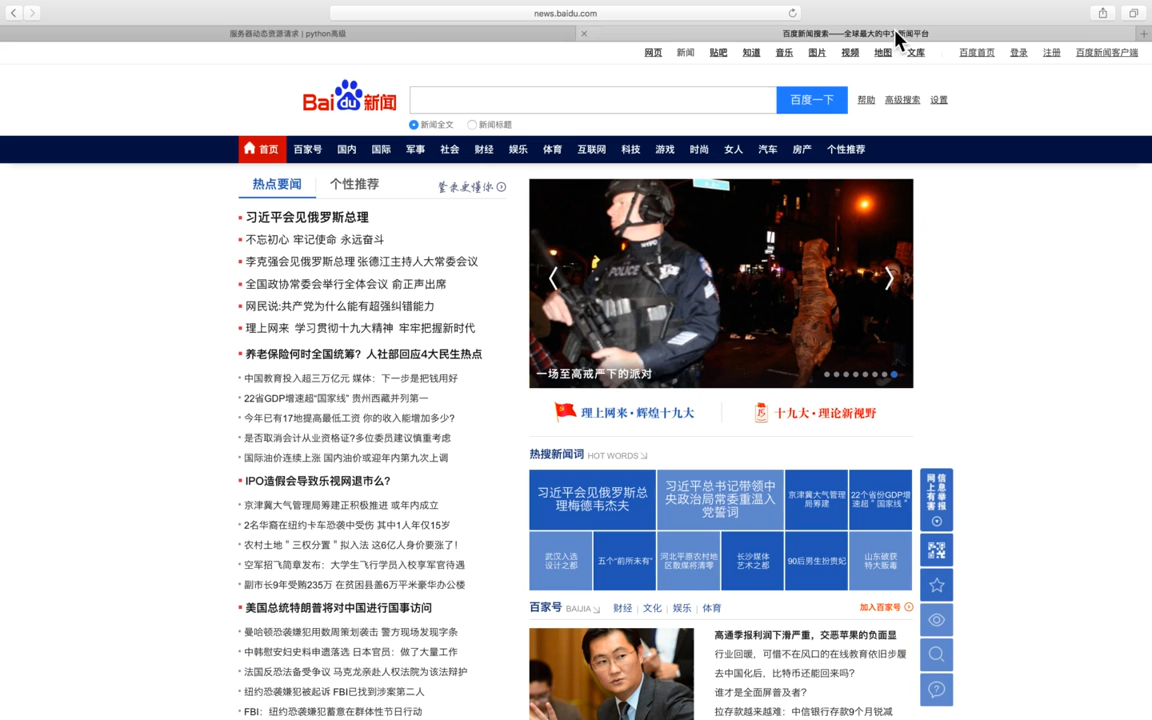 news.baidu.com
服务器动态资源请求 | python高级
百度新闻搜索——全球最大的中文新闻平台
网页 新闻 贴吧 知道 音乐 图片 视频 地图 文库 百度首页 登录 注册 百度新闻客户端
Bai du 新闻
百度一下
帮助 高级搜索 设置
新闻全文 新闻标题
首页 百家号 国内 国际 军事 社会 财经 娱乐 体育 互联网 科技 游戏 时尚 女人 汽车 房产 个性推荐
热点要闻 个性推荐 登录更懂你
习近平会见俄罗斯总理
不忘初心 牢记使命 永远奋斗
李克强会见俄罗斯总理 张德江主持人大常委会议
全国政协常委会举行全体会议 俞正声出席
网民说:共产党为什么能有超强纠错能力
理上网来 学习贯彻十九大精神 牢牢把握新时代
养老保险何时全国统筹？人社部回应4大民生热点
中国教育投入超三万亿元 媒体：下一步是把钱用好
22省GDP增速超"国家线" 贵州西藏并列第一
今年已有17地提高最低工资 你的收入能增加多少?
是否取消会计从业资格证?多位委员建议慎重考虑
国际油价连续上涨 国内油价或迎年内第九次上调
IPO造假会导致乐视网退市么?
京津冀大气管理局筹建正积极推进 或年内成立
2名华裔在纽约卡车恐袭中受伤 其中1人年仅15岁
农村土地＂三权分置＂拟入法 这6亿人身价要涨了!
空军招飞简章发布：大学生飞行学员入校享军官待遇
副市长9年受贿235万 在贫困县盖6万平米豪华办公楼
美国总统特朗普将对中国进行国事访问
曼哈顿恐袭嫌犯用数周策划袭击 警方现场发现字条
中韩慰安妇史料申遗落选 日本官员：做了大量工作
法国反恐法备受争议 马克龙亲赴人权法院为该法辩护
纽约恐袭嫌犯被起诉 FBI已找到涉案第二人
FBI：纽约恐袭嫌犯蓄意在群体性节日行动
POLICE
一场至高戒严下的派对
理上网来·辉煌十九大
十九大·理论新视野
热搜新闻词 HOT WORDS
习近平会见俄罗斯总理梅德韦杰夫
习近平总书记带领中央政治局常委重温入党誓词
京津冀大气管理局筹建
22个省份GDP增速超＂国家线＂
武汉入选设计之都
五个"前所未有"
河北平原农村地区散煤将清零
长沙媒体艺术之都
90后男生扮贵妃
山东破获特大贩毒
信息举报
网上有害
百家号 BAIJIA 财经 | 文化 | 娱乐 | 体育 加入百家号
高通季报利润下滑严重，交恶苹果的负面显
行业回暖，可惜不在风口的在线教育依旧步履
去中国化后，比特币还能回来吗?
谁才是全面屏普及者?
拉存款越来越难：中信银行存款9个月锐减